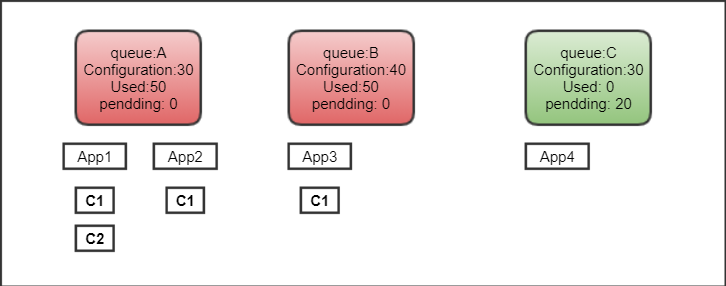 queue:A
Configuration:30
Used:50
pendding: 0
queue:B
Configuration:40
Used:50
pendding: 0
queue:C
Configuration:30
Used: 0
pendding: 20
App1
App2
App3
App4
C1
C1
C1
C2